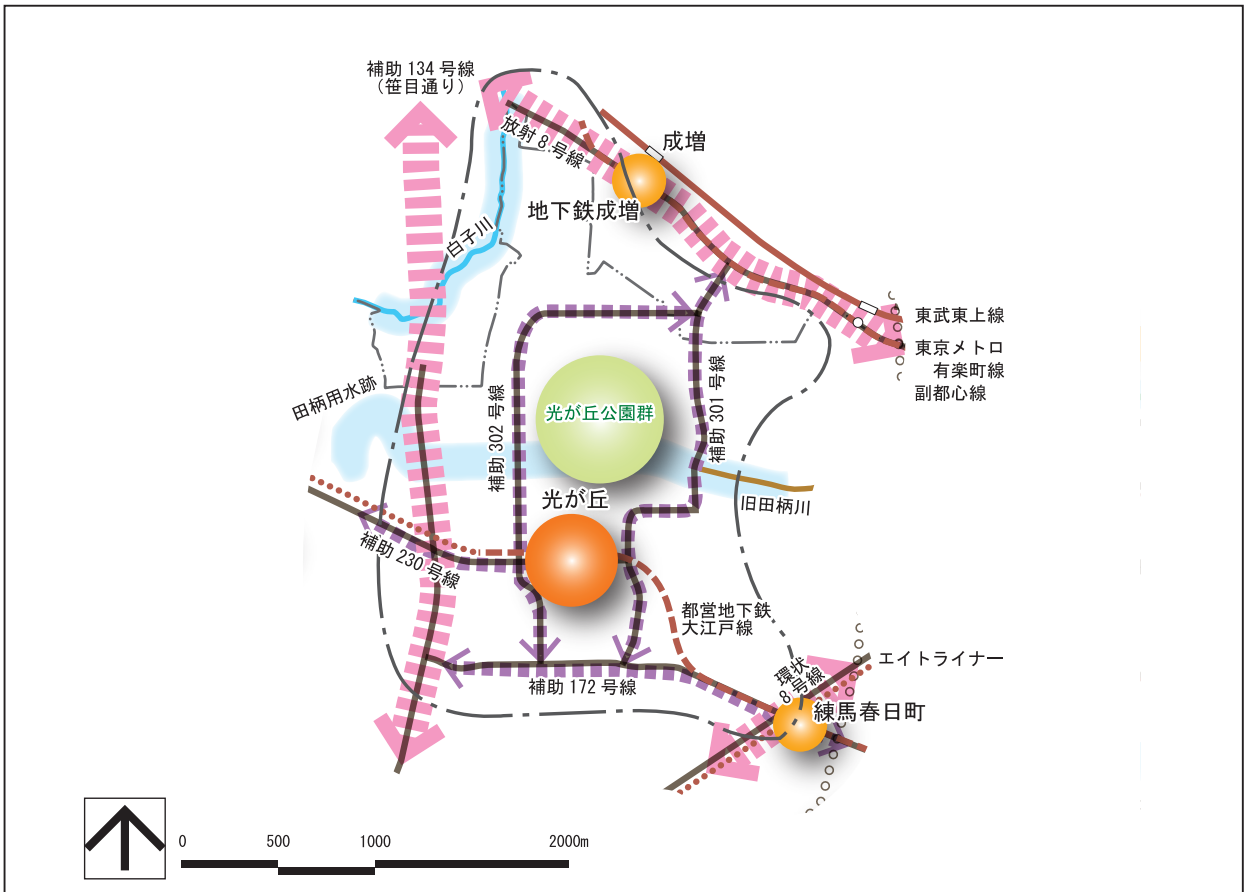 補助 134 号線
（笹目通り）
放射 8 号線
成増
地下鉄成増
白子川
東武東上線
東京メトロ
有楽町線
副都心線
田柄用水跡
補助 302 号線
光が丘公園群
補助 301 号線
光が丘
旧田柄川
補助 230 号線
都営地下鉄
大江戸線
環状
8 号線
エイトライナー
補助 172 号線
練馬春日町
0 500 1000 2000m